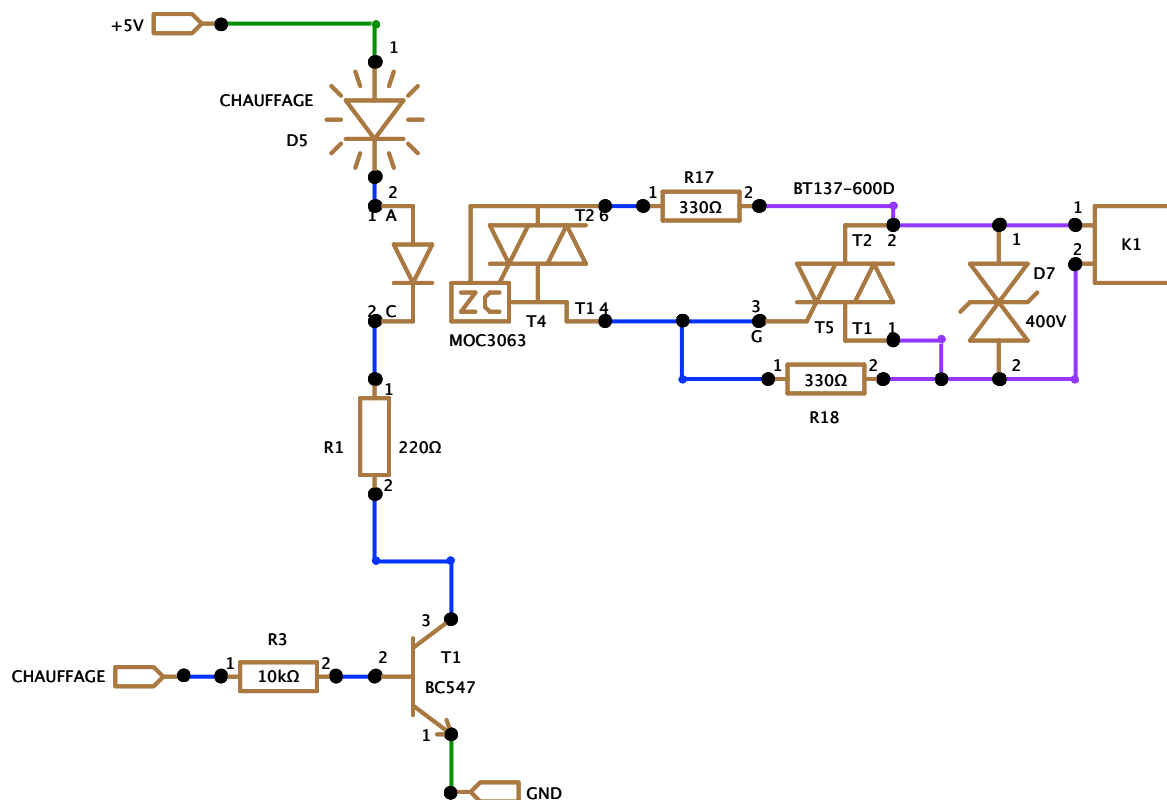 +5V
1
CHAUFFAGE
D5
2
1 A
2 C
1
R1
220Ω
2
3
T1
BC547
1
CHAUFFAGE
1
R3
10kΩ
2
2
GND
T2 6
ZC
T4
T1 4
MOC3063
R17
1
330Ω
2
BT137-600D
T2
2
3
G
T5
T1
1
1
330Ω
2
R18
1
D7
400V
2
1
2
K1